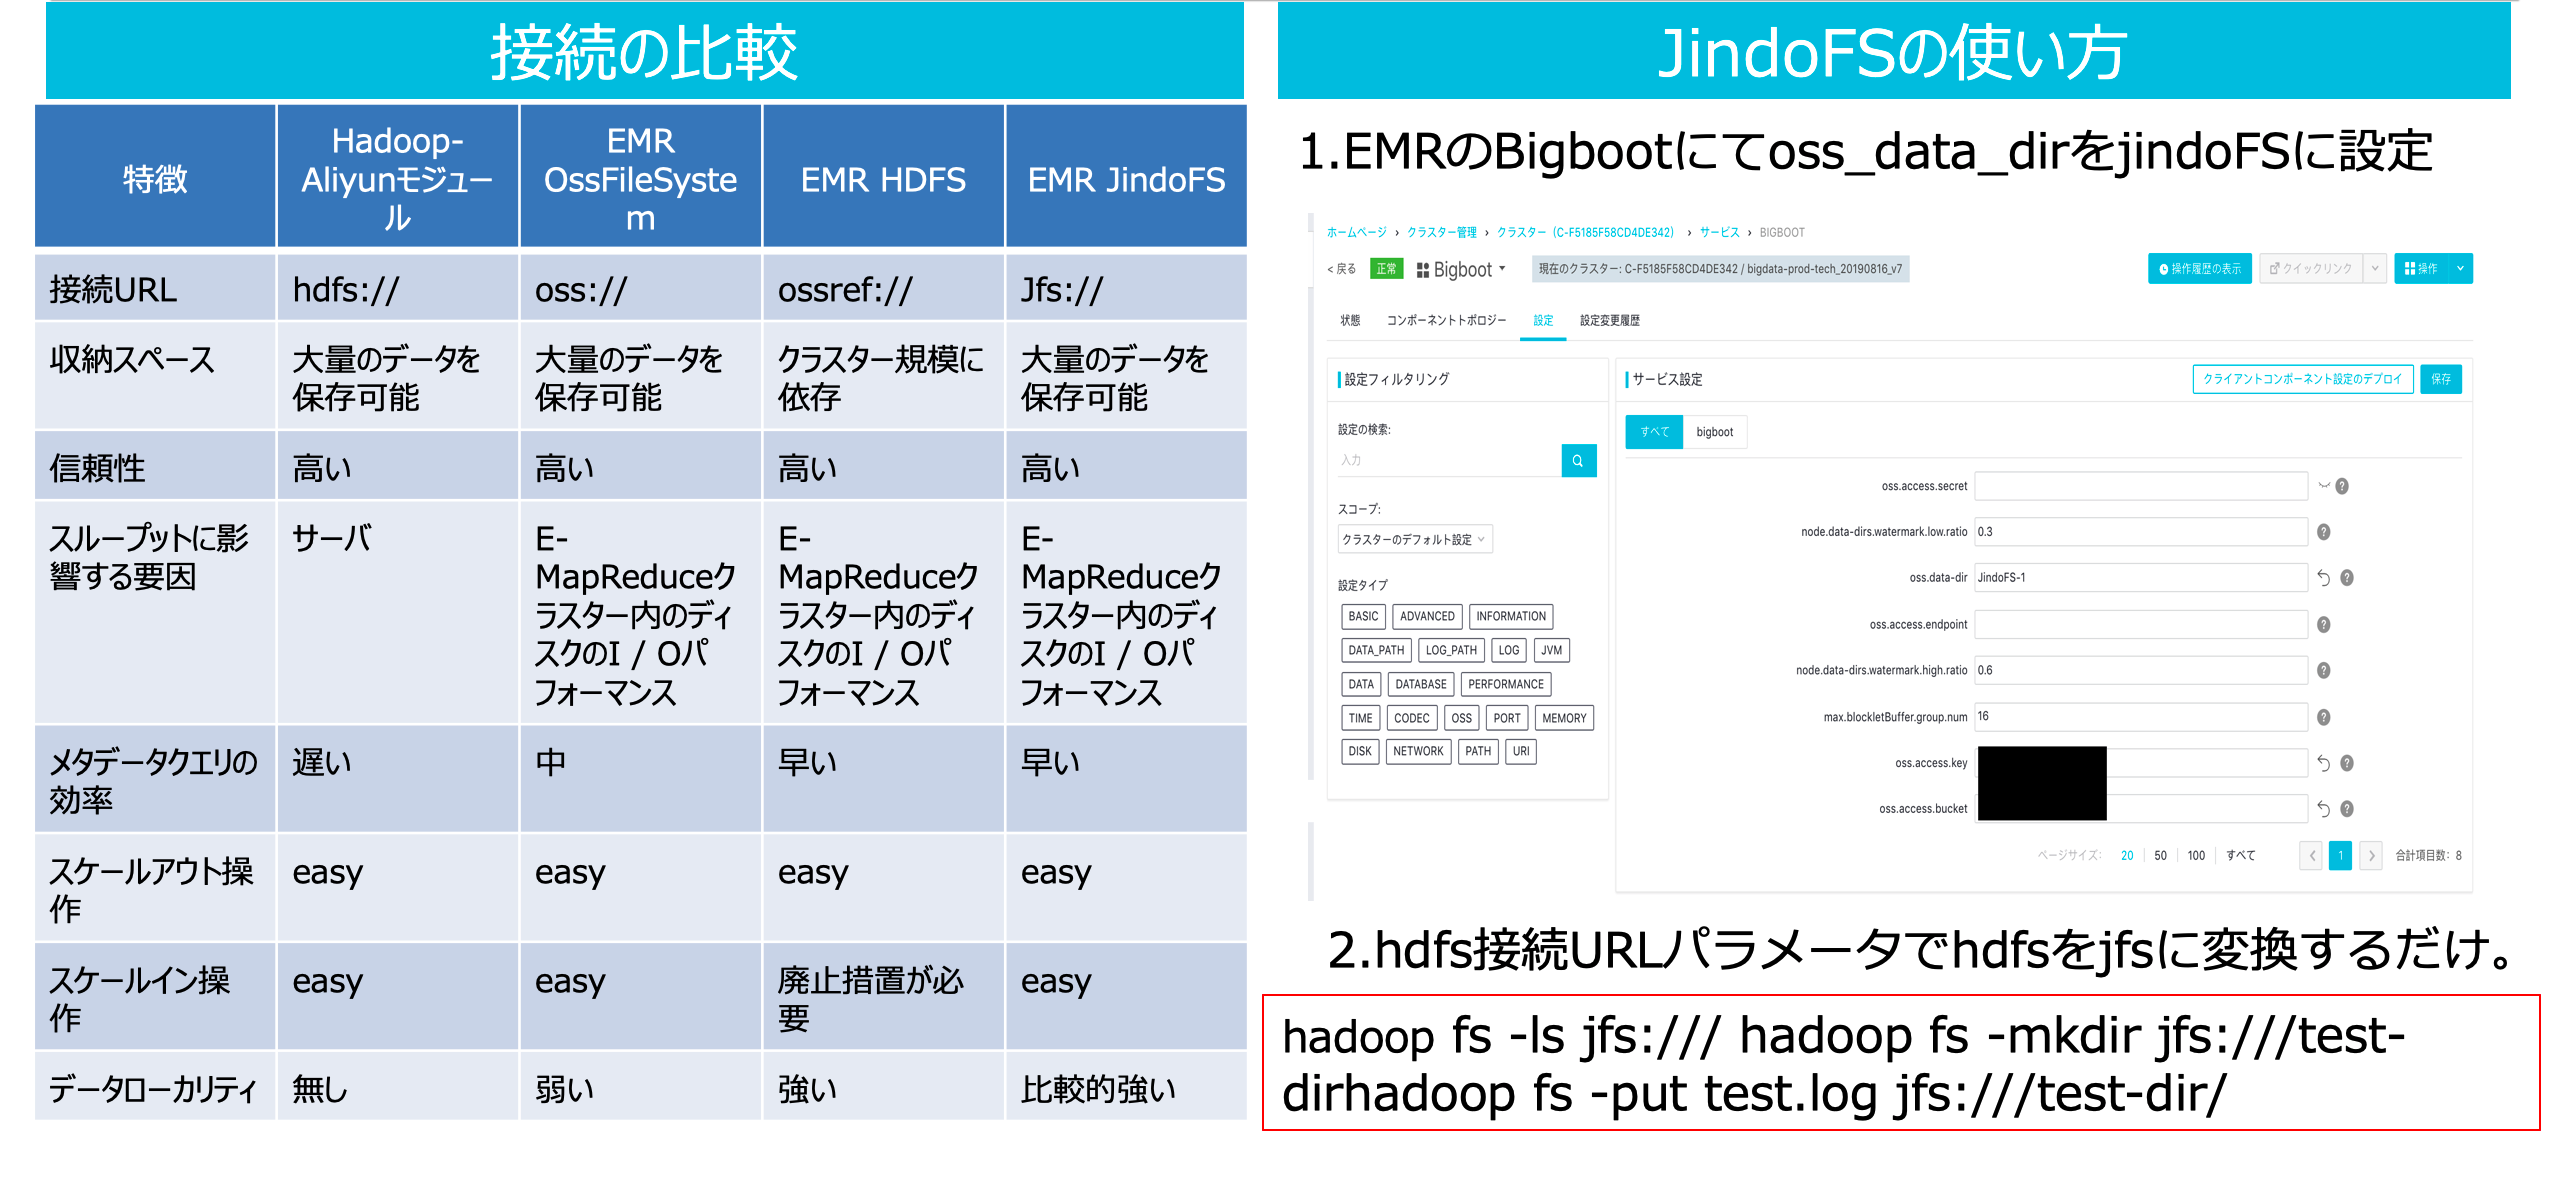 接続の比較
特徴
Hadoop-
Aliyunモジュー
ル
EMR
OssFileSyste
m
EMR HDFS
EMR JindoFS
接続URL
hdfs://
oss://
ossref://
Jfs://
収納スペース
大量のデータを
保存可能
大量のデータを
保存可能
クラスター規模に
依存
大量のデータを
保存可能
信頼性
高い
高い
高い
高い
スループットに影
響する要因
サーバ
E-
MapReduceク
ラスター内のディ
スクのI / Oパ
フォーマンス
E-
MapReduceク
ラスター内のディ
スクのI / Oパ
フォーマンス
E-
MapReduceク
ラスター内のディ
スクのI / Oパ
フォーマンス
メタデータクエリの
効率
遅い
中
早い
早い
スケールアウト操
作
easy
easy
easy
easy
スケールイン操
作
easy
easy
廃止措置が必
要
easy
データローカリティ
無し
弱い
強い
比較的強い
JindoFSの使い方
1.EMRのBigbootにてoss_data_dirをjindoFSに設定
ホームページ › クラスター管理 › クラスター (C-F5185F58CD4DE342) › サービス › BIGBOOT
< 戻る 正常 Bigboot 現在のクラスター: C-F5185F58CD4DE342 / bigdata-prod-tech_20190816_v7 操作履歴の表示 クイックリンク 操作
状態 コンポーネントトポロジー 設定 設定変更履歴
設定フィルタリング
設定の検索:
入力
スコープ:
クラスターのデフォルト設定
設定タイプ
BASIC ADVANCED INFORMATION
DATA_PATH LOG_PATH LOG JVM
DATA DATABASE PERFORMANCE
TIME CODEC OSS PORT MEMORY
DISK NETWORK PATH URI
サービス設定 クライアントコンポーネント設定のデプロイ 保存
すべて bigboot
oss.access.secret
node.data-dirs.watermark.low.ratio 0.3
oss.data-dir JindoFS-1
oss.access.endpoint
node.data-dirs.watermark.high.ratio 0.6
max.blockletBuffer.group.num 16
oss.access.key
oss.access.bucket
ページサイズ: 20 50 100 すべて < 1 > 合計項目数: 8
2.hdfs接続URLパラメータでhdfsをjfsに変換するだけ。
hadoop fs -ls jfs:/// hadoop fs -mkdir jfs:///test-
dirhadoop fs -put test.log jfs:///test-dir/